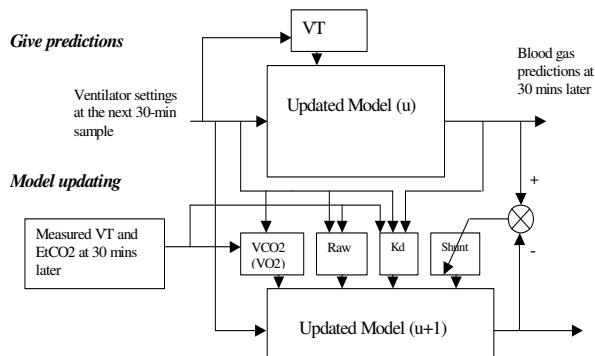 Give predictions
VT
Blood gas
predictions at
30 mins later
Ventilator settings
at the next 30-min
sample
Updated Model (u)
Model updating
+
Measured VT and
EtCO2 at 30 mins
later
VCO2
(VO2)
Raw
Kd
Shunt
-
Updated Model (u+1)